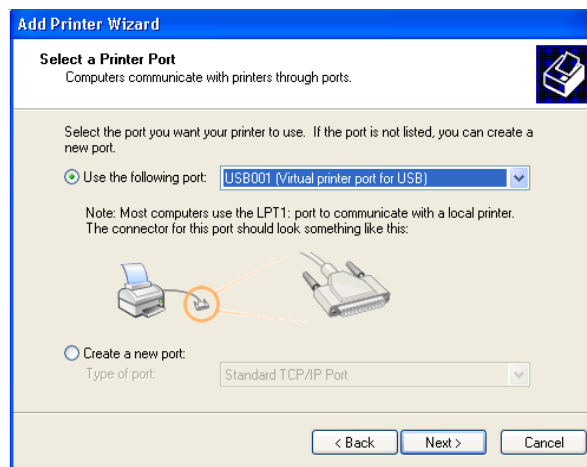 Add Printer Wizard
Select a Printer Port
Computers communicate with printers through ports.
Select the port you want your printer to use. If the port is not listed, you can create a
new port.
Use the following port: USB001 (Virtual printer port for USB)
Note: Most computers use the LPT1: port to communicate with a local printer.
The connector for this port should look something like this:
Create a new port:
Type of port: Standard TCP/IP Port
< Back Next > Cancel